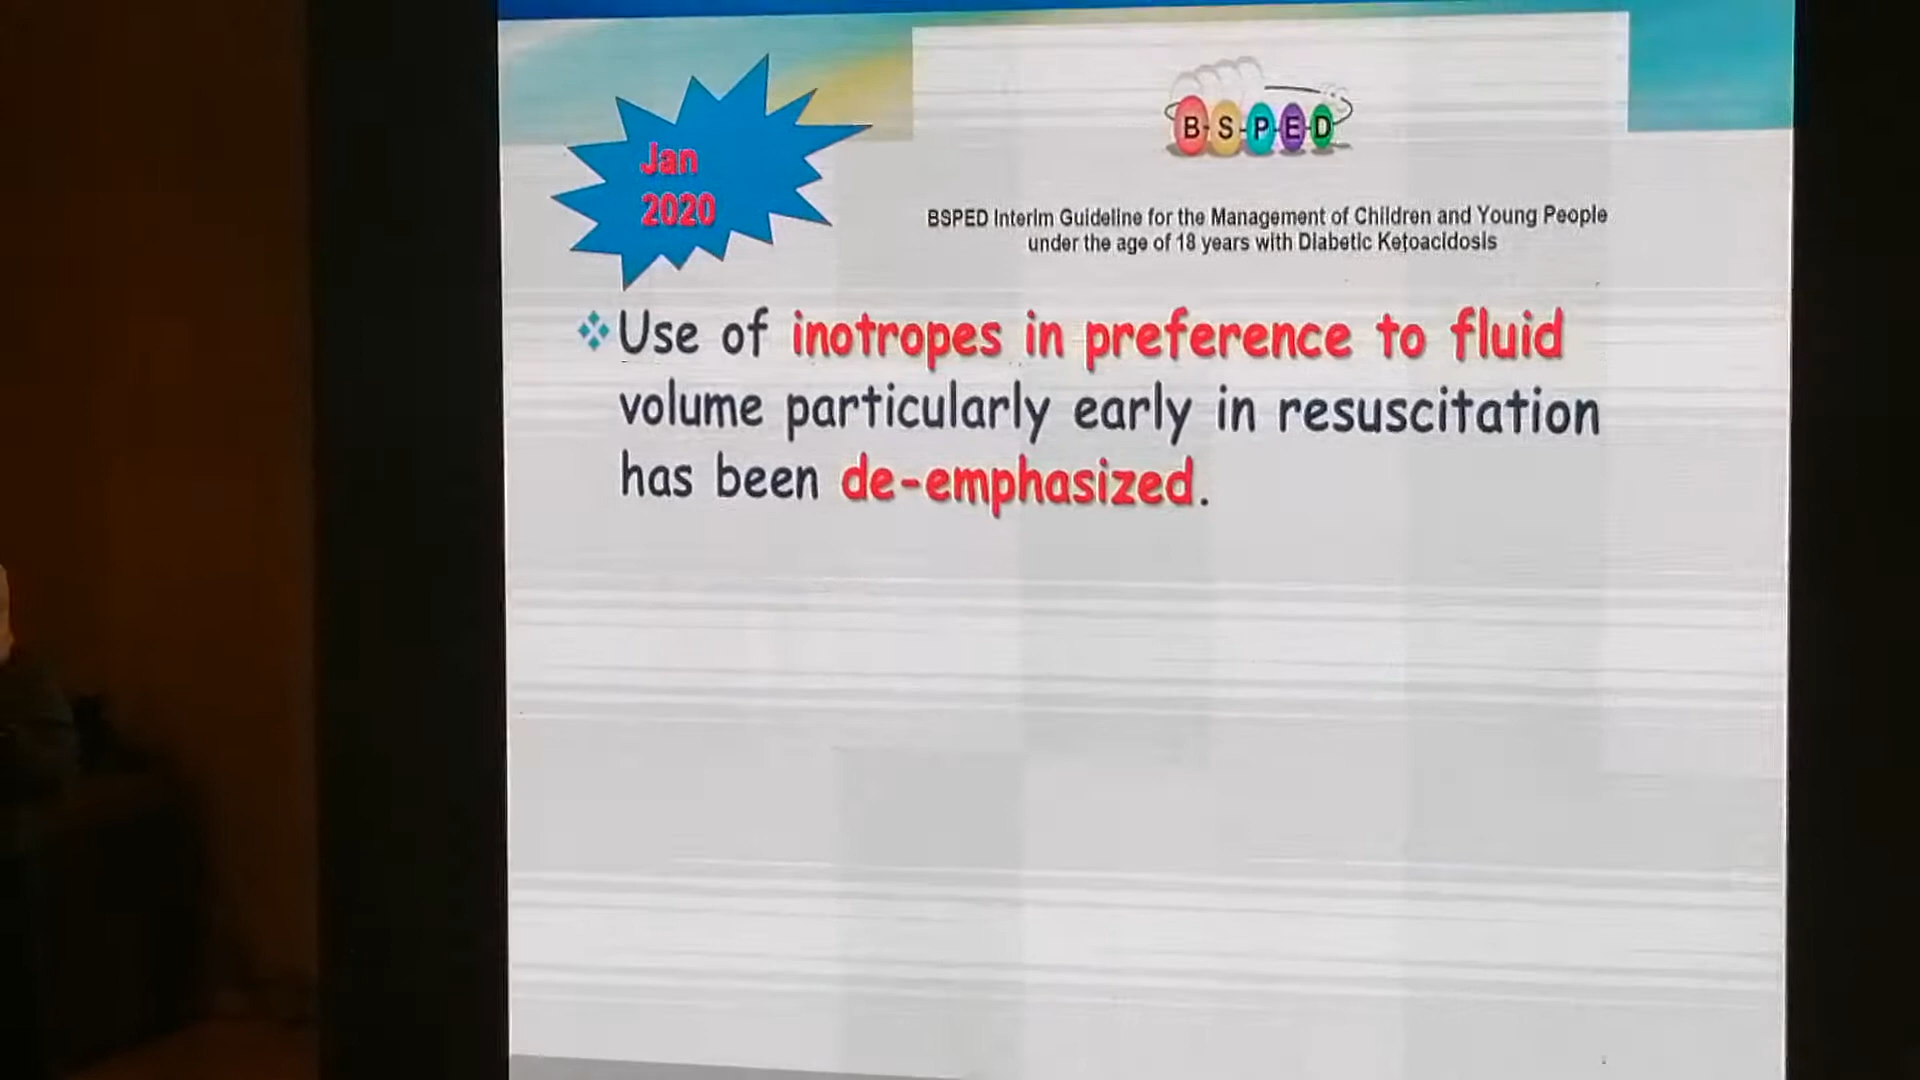 Jan
2020
B-S-P-E-D
BSPED Interim Guideline for the Management of Children and Young People
under the age of 18 years with Diabetic Ketoacidosis
Use of inotropes in preference to fluid
volume particularly early in resuscitation
has been de-emphasized.